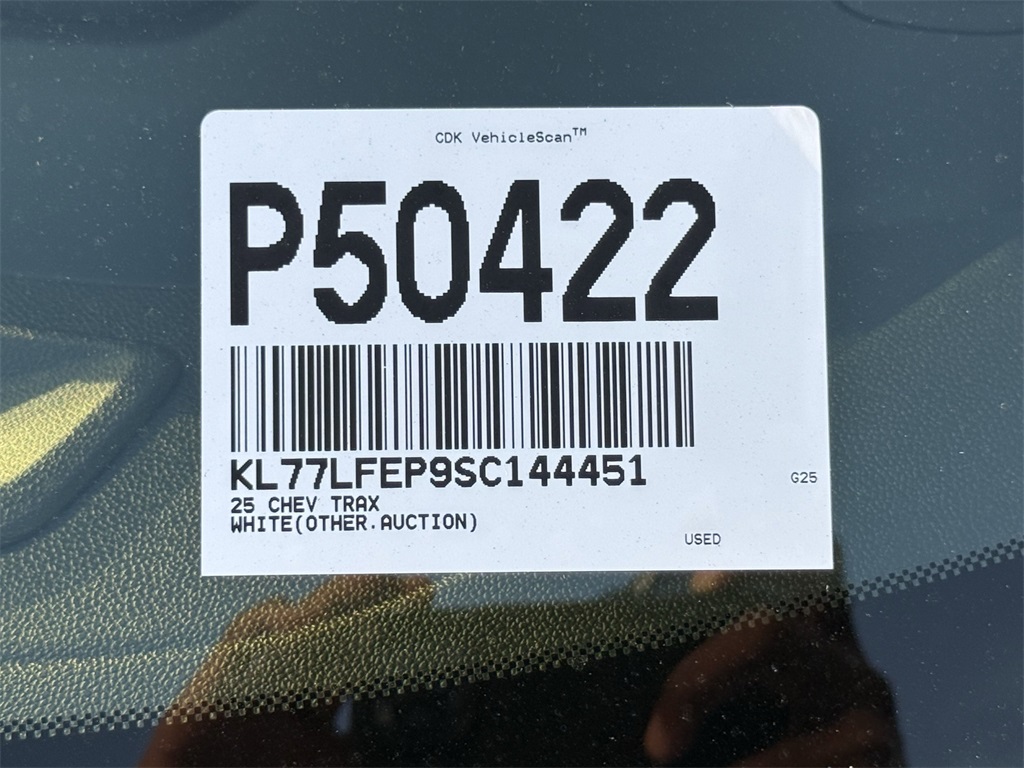 CDK VehicleScan™
P50422
KL77LFEP9SC144451
G25
25 CHEV TRAX
WHITE(OTHER.AUCTION)
USED